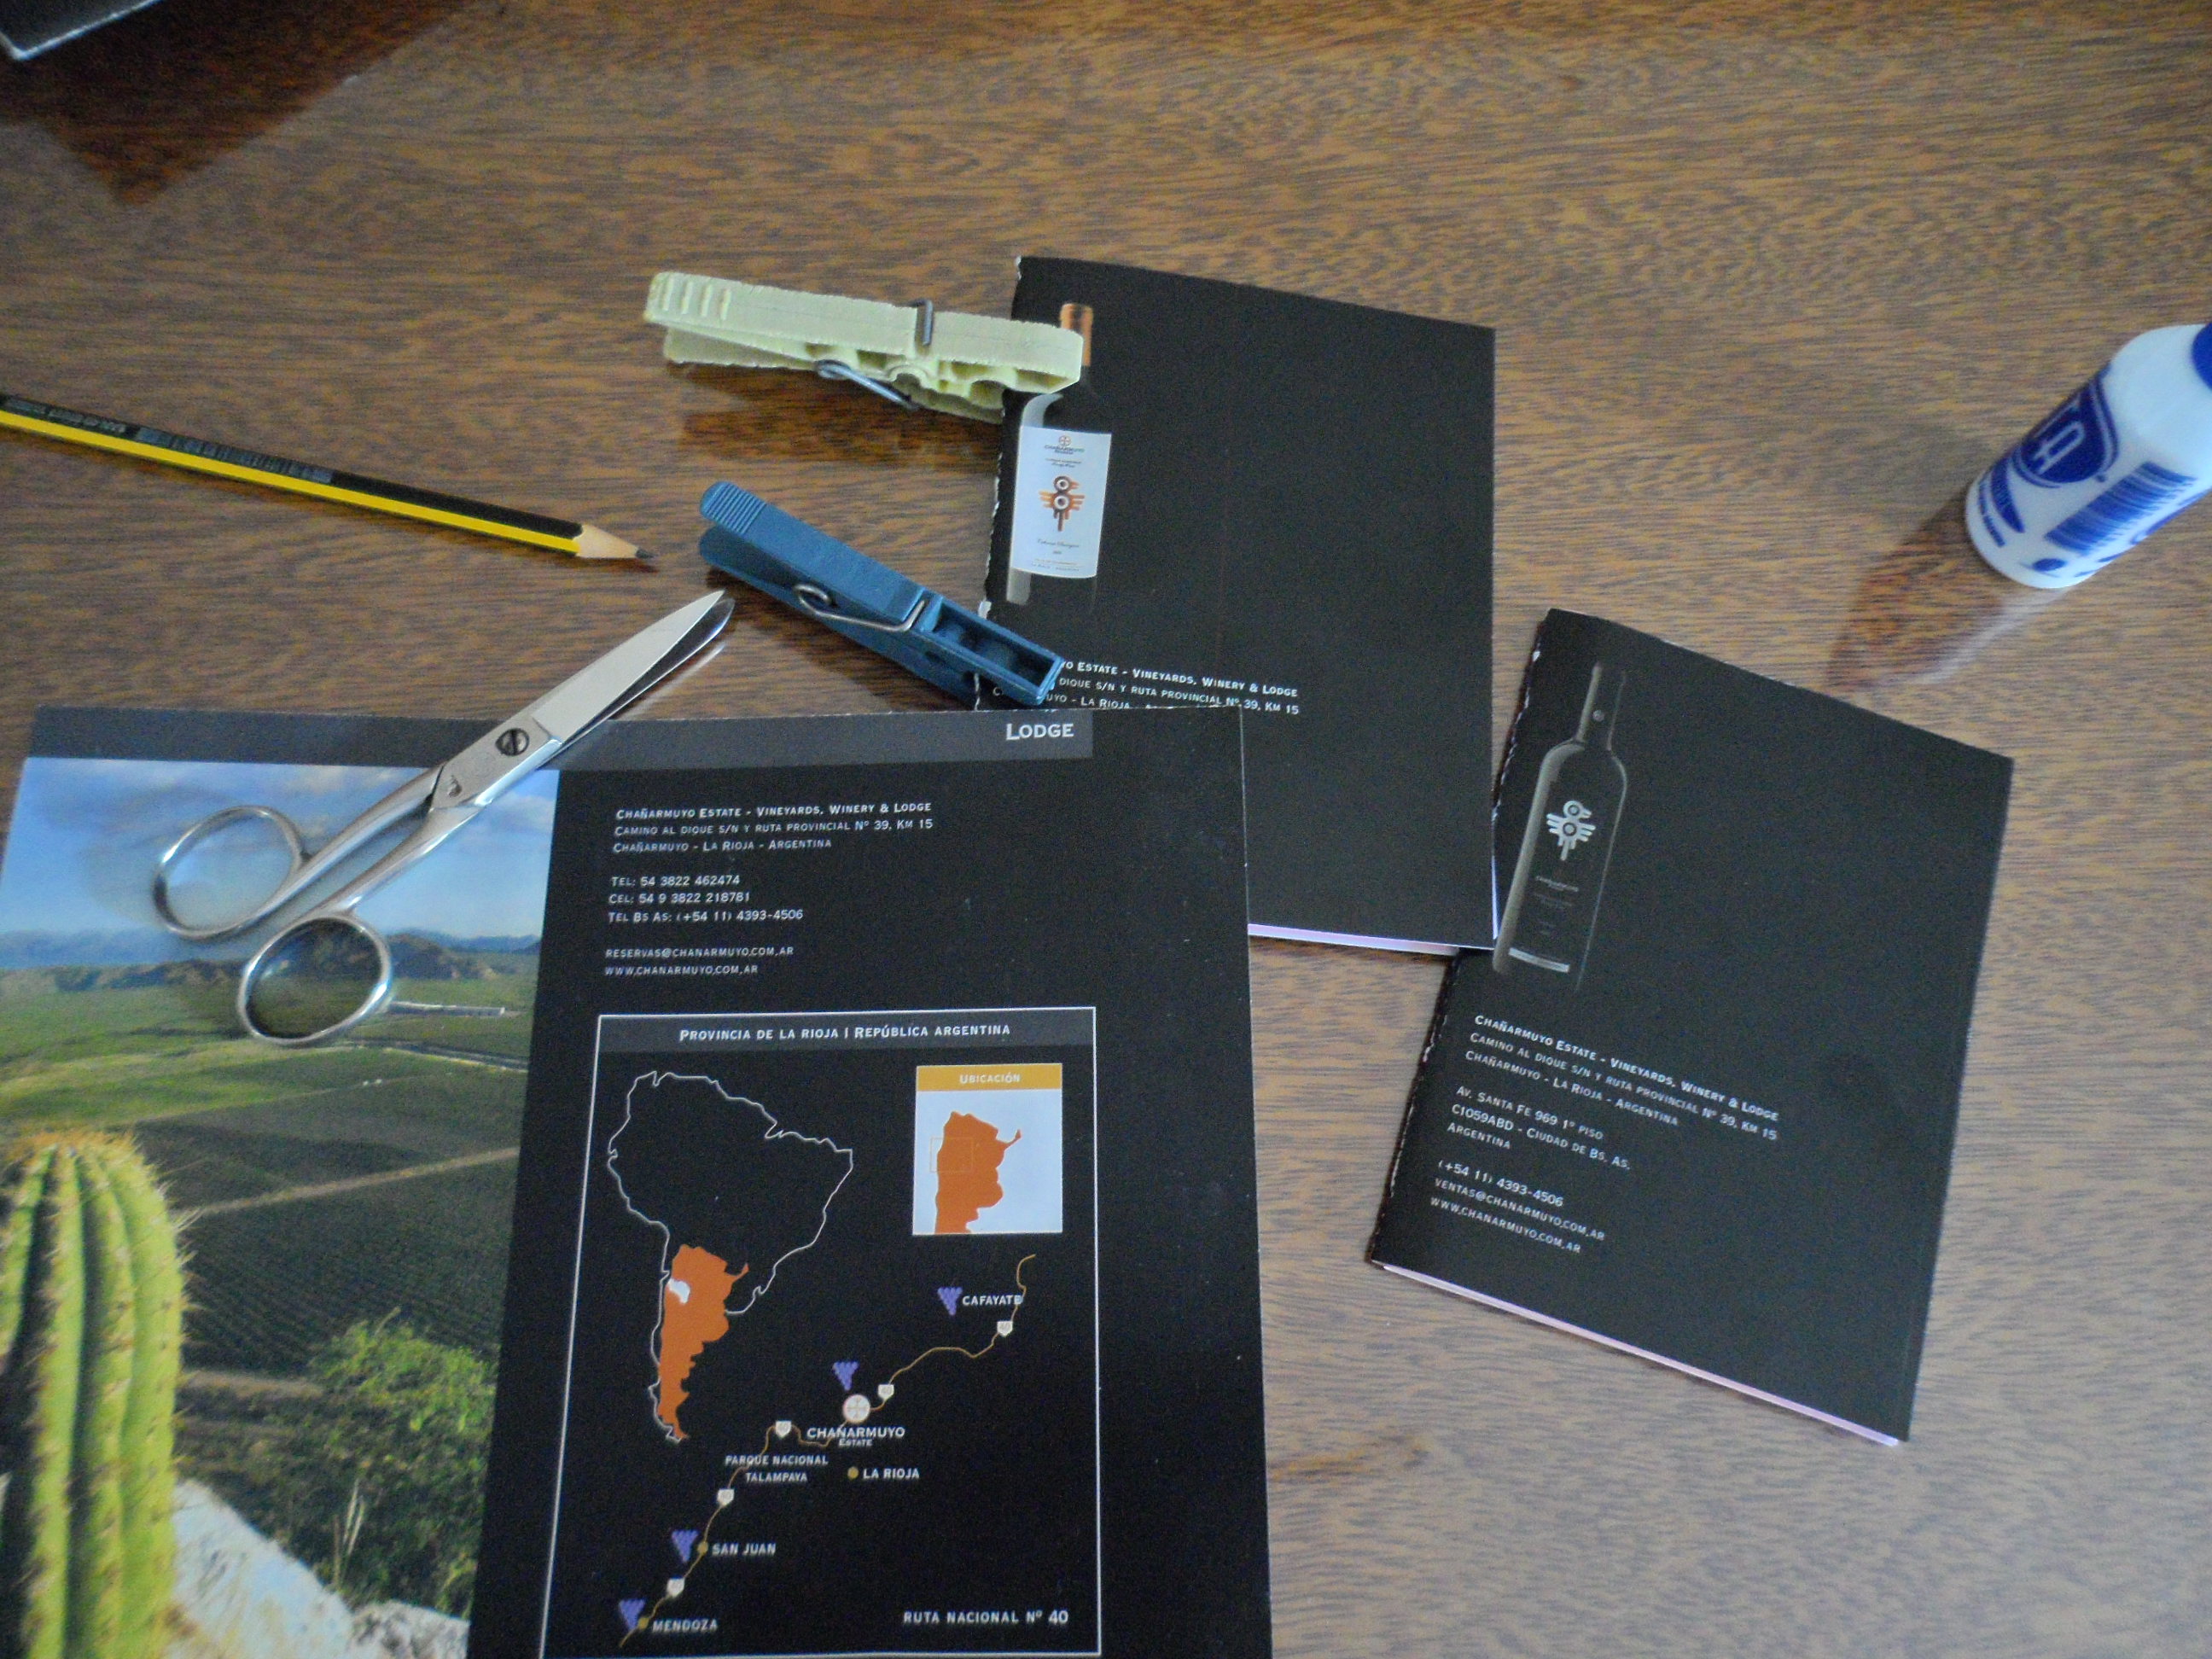 YO ESTATE - VINEYARDS, WINERY & LODGE
DIQUE S/N Y RUTA PROVINCIAL Nº 39, KM 15
UYO - LA RIOJA
LODGE
CHAÑARMUYO ESTATE - VINEYARDS, WINERY & LODGE
CAMINO AL DIQUE S/N Y RUTA PROVINCIAL Nº 39, KM 15
CHAÑARMUYO - LA RIOJA - ARGENTINA
TEL: 54 3822 462474
CEL: 54 9 3822 218781
TEL BS AS: (+54 11) 4393-4506
RESERVAS@CHANARMUYO.COM.AR
WWW.CHANARMUYO.COM.AR
PROVINCIA DE LA RIOJA | REPÚBLICA ARGENTINA
UBICACIÓN
CAFAYATE
40
40
40
CHAÑARMUYO
ESTATE
PARQUE NACIONAL
TALAMPAYA
LA RIOJA
40
SAN JUAN
40
MENDOZA
RUTA NACIONAL Nº 40
CHAÑARMUYO ESTATE - VINEYARDS, WINERY & LODGE
CAMINO AL DIQUE S/N Y RUTA PROVINCIAL Nº 39, KM 15
CHAÑARMUYO - LA RIOJA - ARGENTINA
AV. SANTA FE 969 1º PISO
C1059ABD - CIUDAD DE BS. AS.
ARGENTINA
(+54 11) 4393-4506
VENTAS@CHANARMUYO.COM.AR
WWW.CHANARMUYO.COM.AR